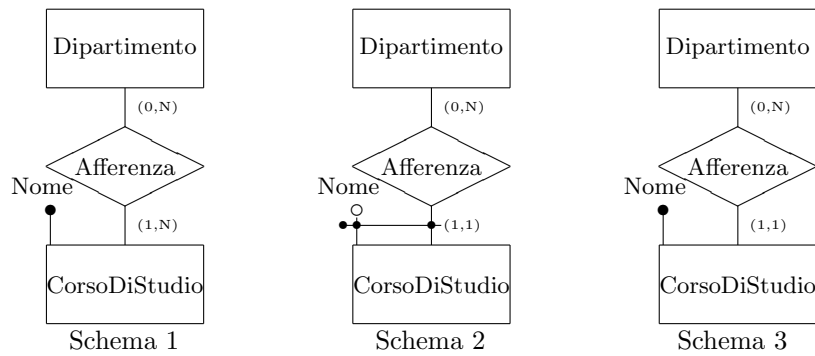 Dipartimento
(0,N)
Afferenza
Nome
(1,N)
CorsoDiStudio
Schema 1
Dipartimento
(0,N)
Afferenza
Nome
(1,1)
CorsoDiStudio
Schema 2
Dipartimento
(0,N)
Afferenza
Nome
(1,1)
CorsoDiStudio
Schema 3